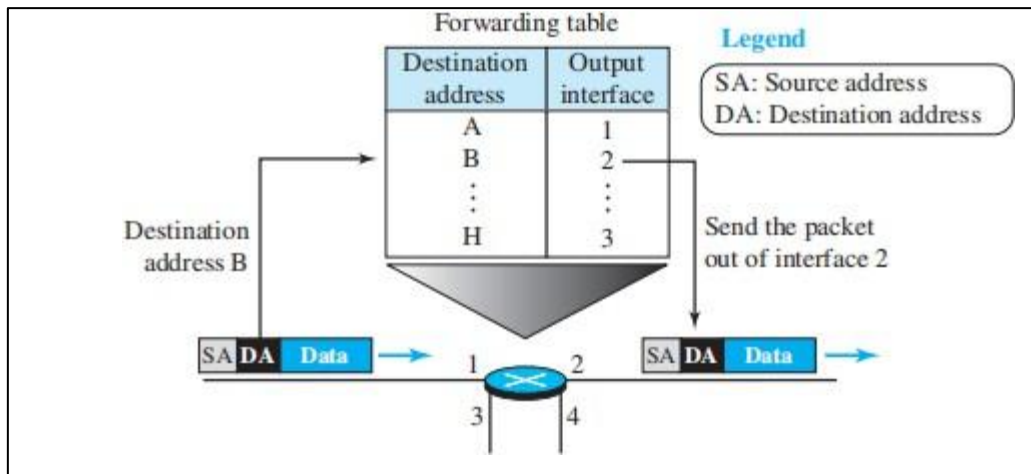 Forwarding table
Legend
SA: Source address
DA: Destination address
Destination address
Output interface
A 1
B 2
H 3
Destination
address B
Send the packet
out of interface 2
SA DA Data
SA DA Data
1 2
3 4